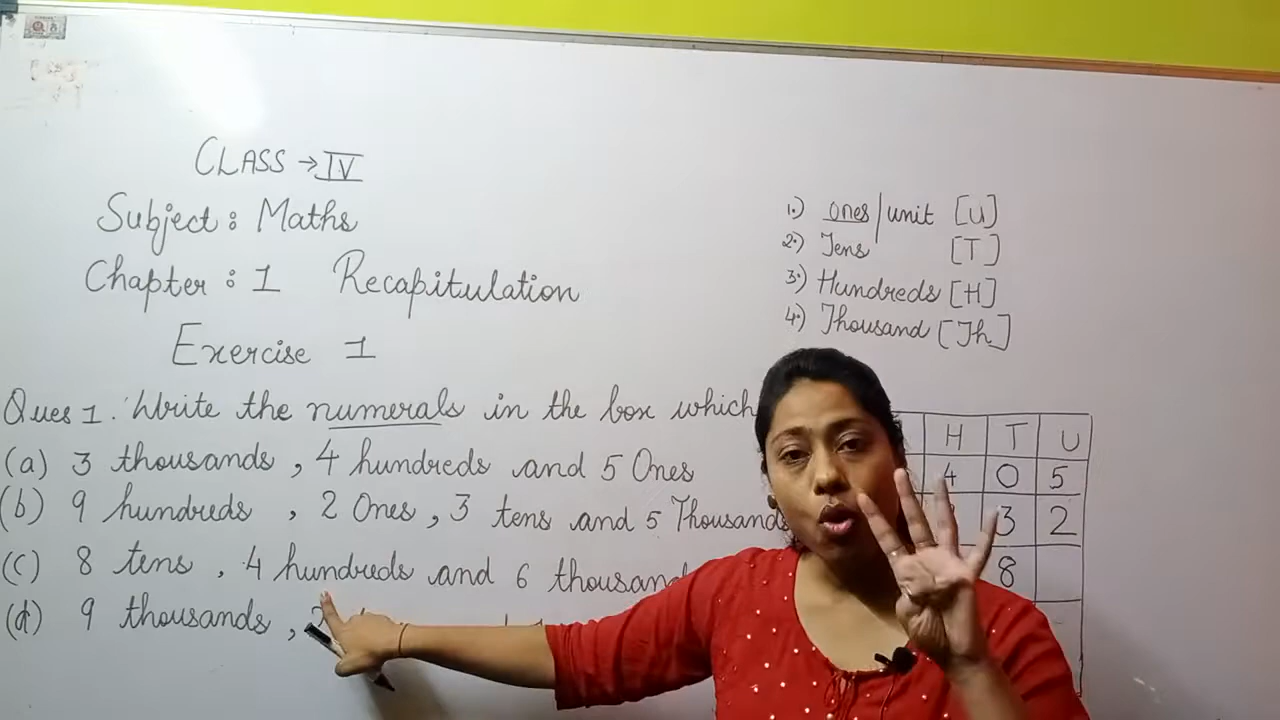 CLASS → IV
Subject : Maths
Chapter : 1 Recapitulation
Exercise 1
Ques 1. Write the numerals in the box which
(a) 3 thousands , 4 hundreds and 5 Ones
(b) 9 hundreds , 2 Ones , 3 tens and 5 Thousands
(c) 8 tens , 4 hundreds and 6 thousand
(d) 9 thousands ,
1.) ones/unit [U]
2.) Tens [T]
3.) Hundreds [H]
4.) Thousand [Th]
H T U
4 0 5
3 2
8